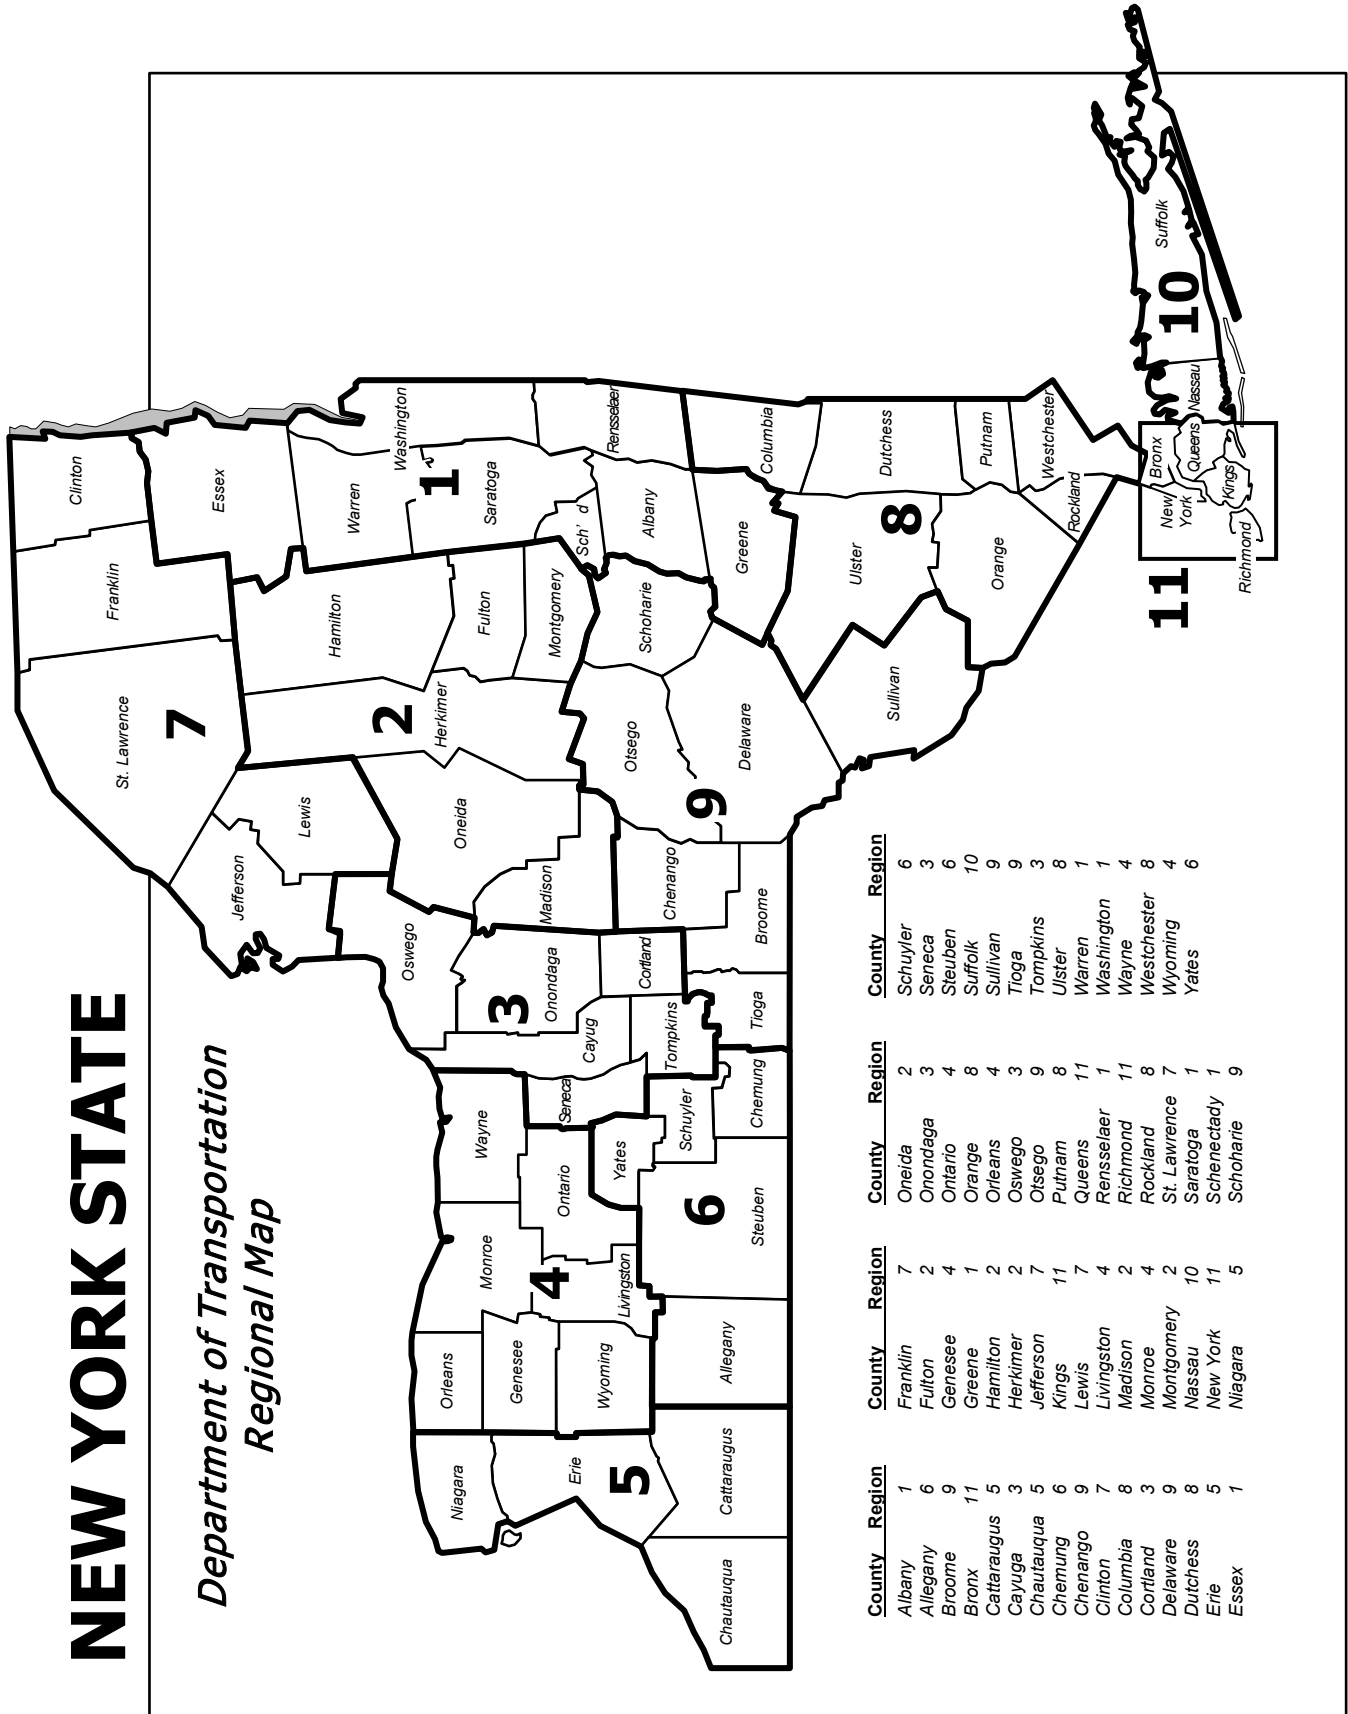 NEW YORK STATE
Department of Transportation
Regional Map
Clinton
Franklin
St. Lawrence
7
Essex
Jefferson
Lewis
Hamilton
2
Herkimer
Warren
Washington
1
Saratoga
Fulton
Montgomery
Sch' d
Rensselaer
Albany
Schoharie
Oneida
Madison
Oswego
3
Onondaga
Cayug
Cortland
Tompkins
Seneca
Wayne
Ontario
Yates
Monroe
4
Livingston
Orleans
Genesee
Wyoming
Niagara
Erie
5
Chautauqua
Cattaraugus
Allegany
Steuben
6
Schuyler
Chemung
Tioga
Broome
Chenango
9
Otsego
Delaware
Greene
Columbia
Sullivan
Ulster
8
Dutchess
Putnam
Orange
Rockland
Westchester
Bronx
New
York
Queens
Kings
Richmond
11
Nassau
10
Suffolk
County Region
Albany 1
Allegany 6
Broome 9
Bronx 11
Cattaraugus 5
Cayuga 3
Chautauqua 5
Chemung 6
Chenango 9
Clinton 7
Columbia 8
Cortland 3
Delaware 9
Dutchess 8
Erie 5
Essex 1
County Region
Franklin 7
Fulton 2
Genesee 4
Greene 1
Hamilton 2
Herkimer 2
Jefferson 7
Kings 11
Lewis 7
Livingston 4
Madison 2
Monroe 4
Montgomery 2
Nassau 10
New York 11
Niagara 5
County Region
Oneida 2
Onondaga 3
Ontario 4
Orange 8
Orleans 4
Oswego 3
Otsego 9
Putnam 8
Queens 11
Rensselaer 1
Richmond 11
Rockland 8
St. Lawrence 7
Saratoga 1
Schenectady 1
Schoharie 9
County Region
Schuyler 6
Seneca 3
Steuben 6
Suffolk 10
Sullivan 9
Tioga 9
Tompkins 3
Ulster 8
Warren 1
Washington 1
Wayne 4
Westchester 8
Wyoming 4
Yates 6